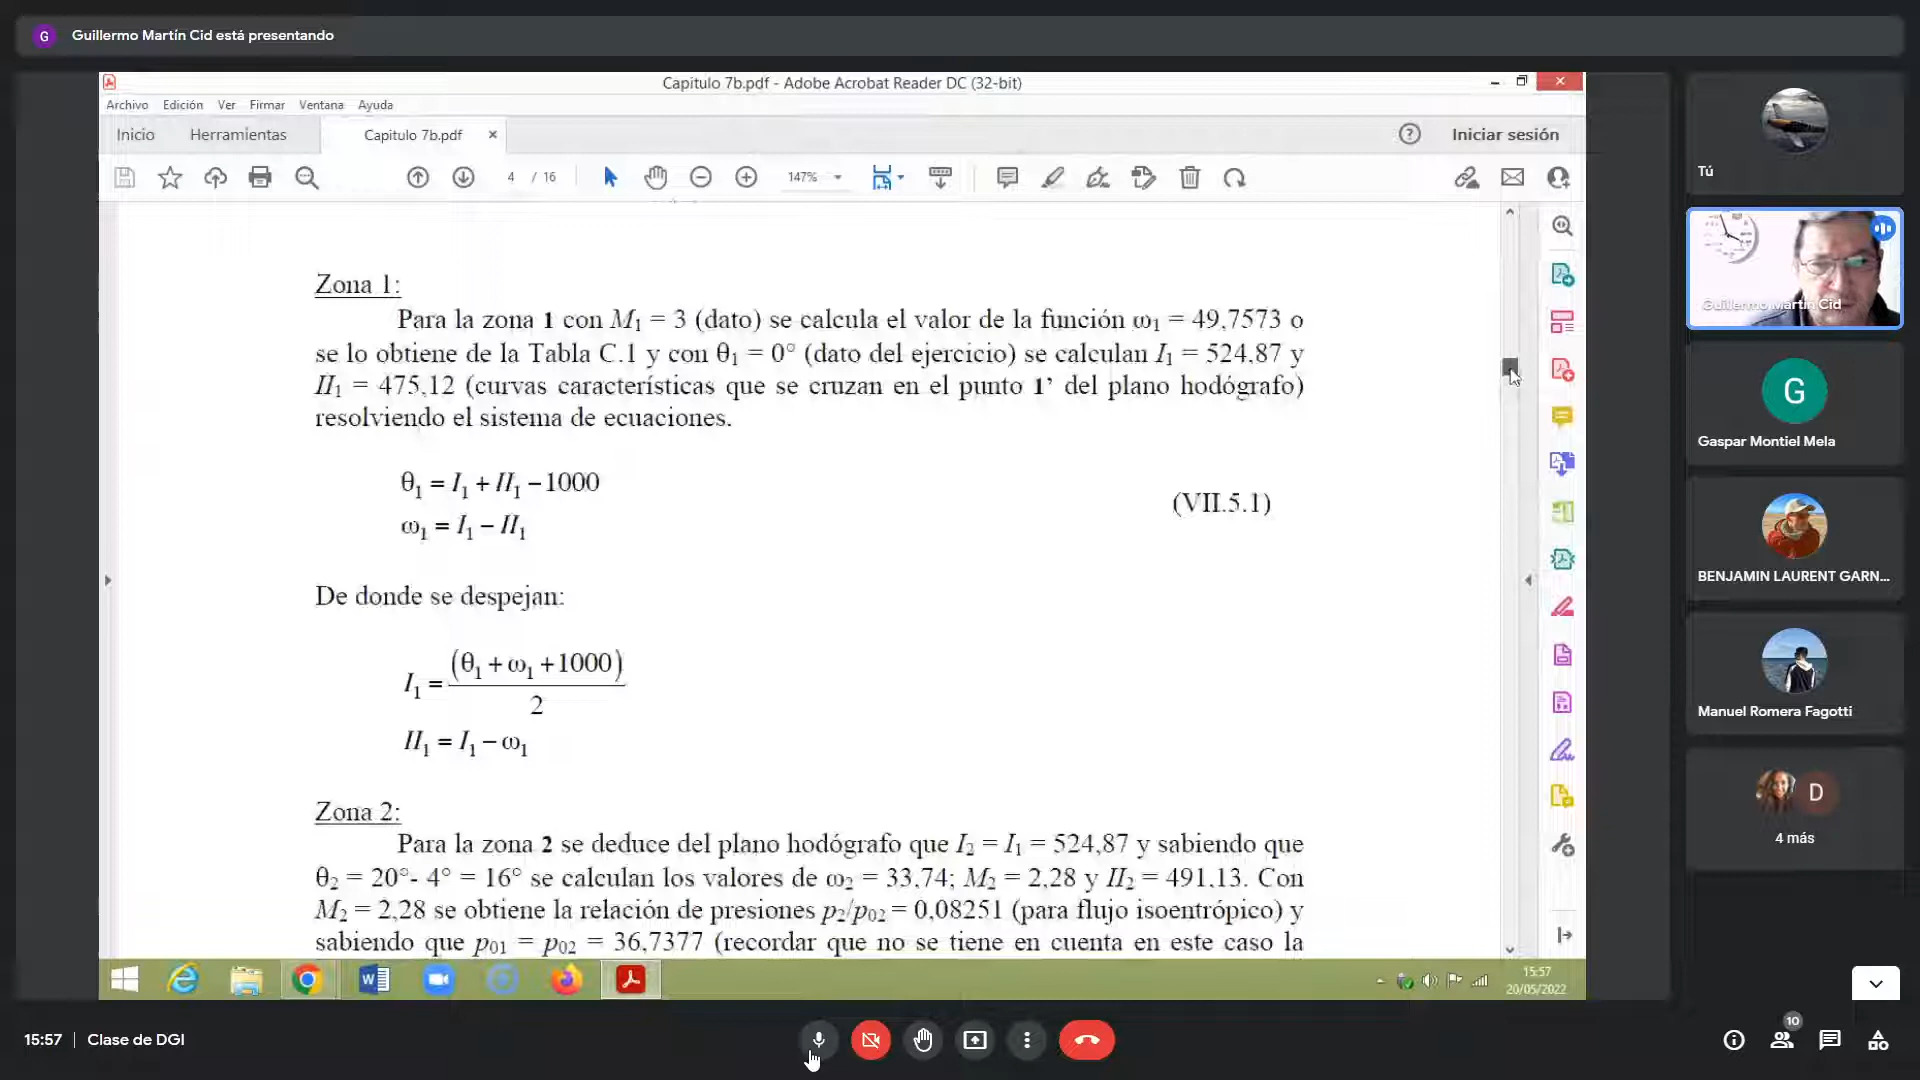 G Guillermo Martín Cid está presentando
Capitulo 7b.pdf - Adobe Acrobat Reader DC (32-bit)
Archivo Edición Ver Firmar Ventana Ayuda
Inicio Herramientas Capitulo 7b.pdf × Iniciar sesión
4 / 16 147%
Zona 1:
Para la zona 1 con M1 = 3 (dato) se calcula el valor de la función ω1 = 49,7573 o
se lo obtiene de la Tabla C.1 y con θ1 = 0° (dato del ejercicio) se calculan I1 = 524,87 y
II1 = 475,12 (curvas características que se cruzan en el punto 1’ del plano hodógrafo)
resolviendo el sistema de ecuaciones.
θ1 = I1 + II1 − 1000
(VII.5.1)
ω1 = I1 − II1
De donde se despejan:
I1 = (θ1 + ω1 + 1000) / 2
II1 = I1 − ω1
Zona 2:
Para la zona 2 se deduce del plano hodógrafo que I2 = I1 = 524,87 y sabiendo que
θ2 = 20°- 4° = 16° se calculan los valores de ω2 = 33,74; M2 = 2,28 y II2 = 491,13. Con
M2 = 2,28 se obtiene la relación de presiones p2/p02 = 0,08251 (para flujo isoentrópico) y
sabiendo que p01 = p02 = 36,7377 (recordar que no se tiene en cuenta en este caso la
15:57
20/05/2022
Tú
Guillermo Martín Cid
G
Gaspar Montiel Mela
BENJAMIN LAURENT GARN...
Manuel Romera Fagotti
D
4 más
15:57 | Clase de DGI
10